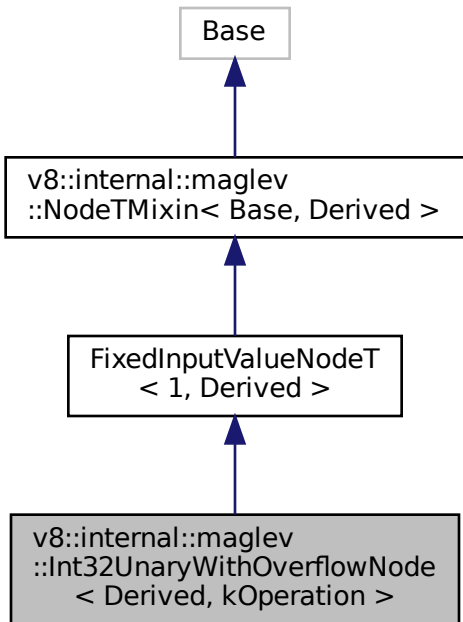 Base
v8::internal::maglev
::NodeTMixin< Base, Derived >
FixedInputValueNodeT
< 1, Derived >
v8::internal::maglev
::Int32UnaryWithOverflowNode
< Derived, kOperation >